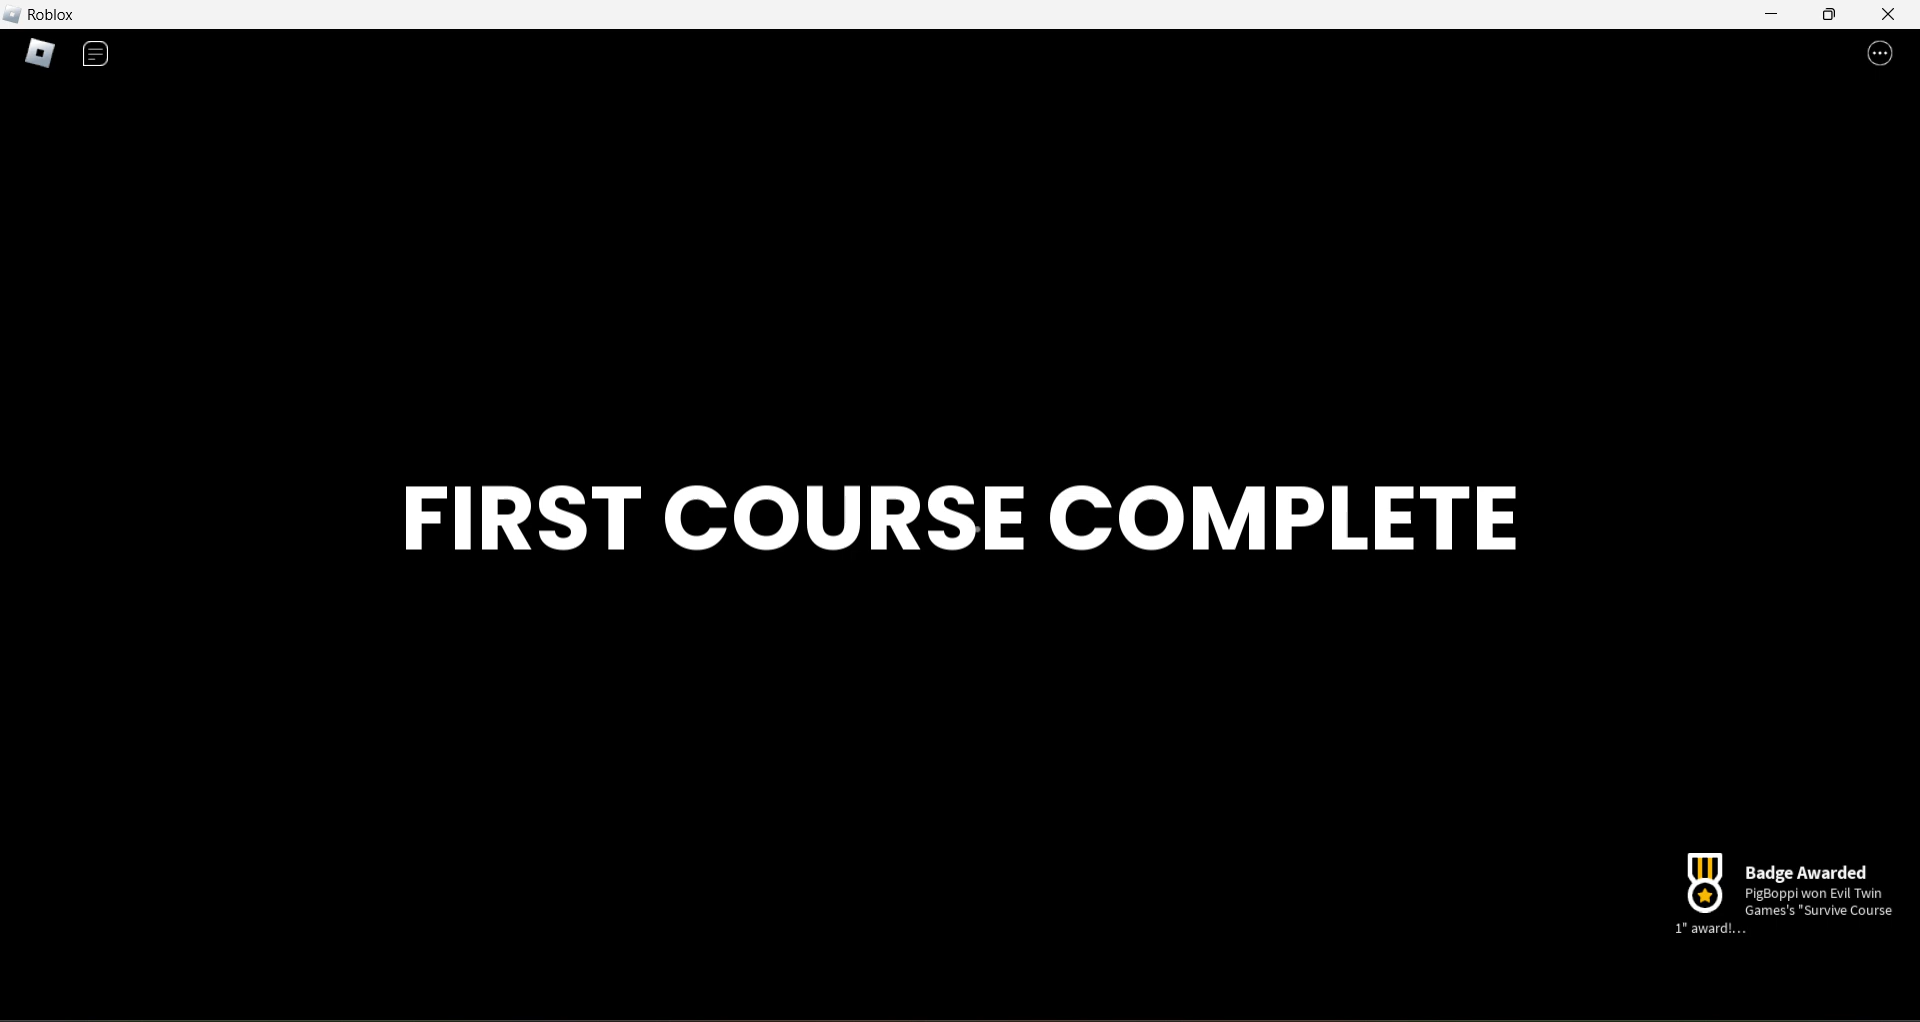 Roblox
FIRST COURSE COMPLETE
Badge Awarded
PigBoppi won Evil Twin
Games's "Survive Course
1" award!...